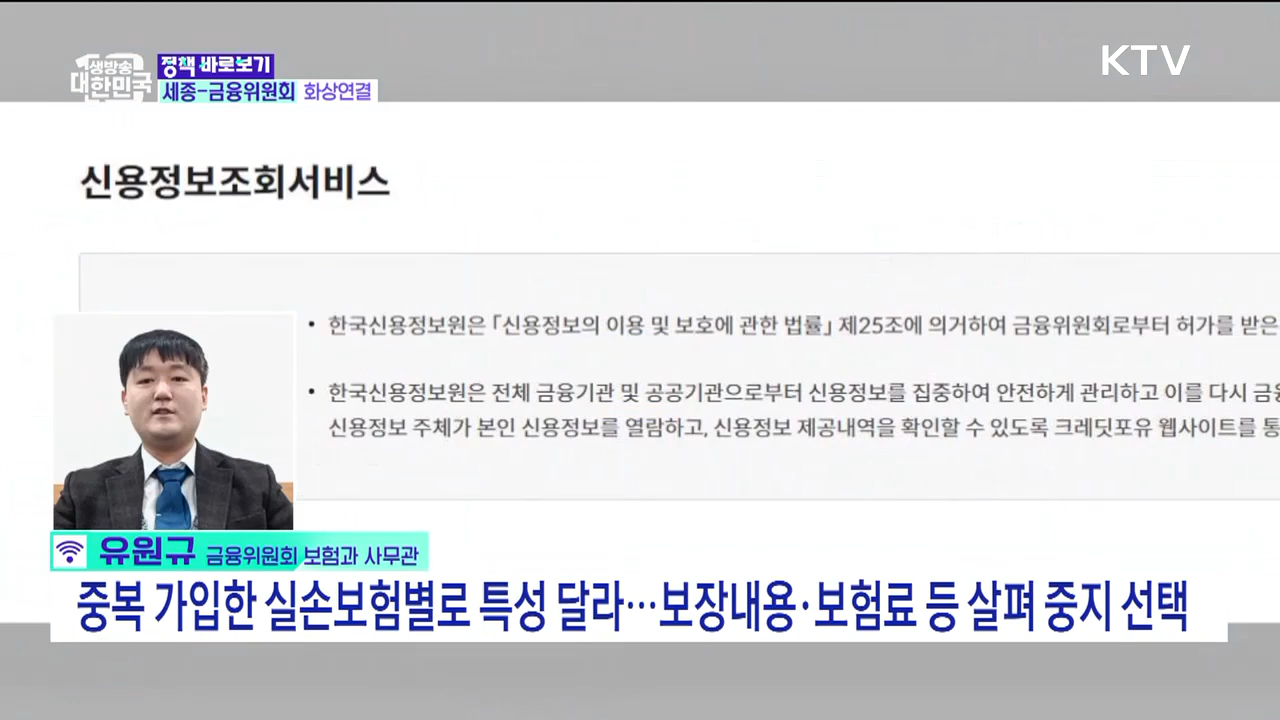 생방송
대한민국
정책 바로보기
세종-금융위원회 화상연결
KTV
신용정보조회서비스
• 한국신용정보원은 「신용정보의 이용 및 보호에 관한 법률」 제25조에 의거하여 금융위원회로부터 허가를 받은
• 한국신용정보원은 전체 금융기관 및 공공기관으로부터 신용정보를 집중하여 안전하게 관리하고 이를 다시 금융
신용정보 주체가 본인 신용정보를 열람하고, 신용정보 제공내역을 확인할 수 있도록 크레딧포유 웹사이트를 통
유원규 금융위원회 보험과 사무관
중복 가입한 실손보험별로 특성 달라…보장내용·보험료 등 살펴 중지 선택